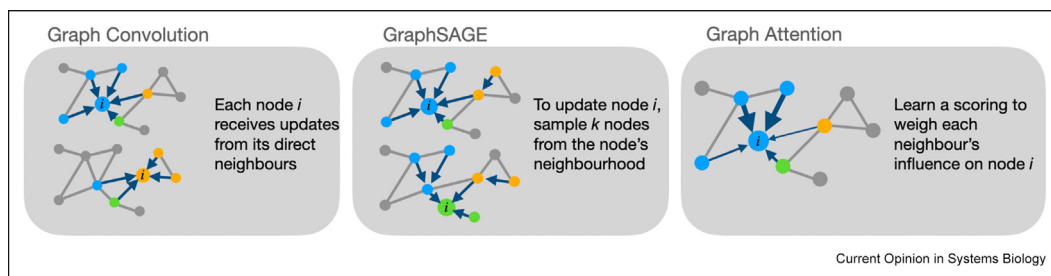 Graph Convolution
i
i
Each node i
receives updates
from its direct
neighbours
GraphSAGE
i
i
To update node i,
sample k nodes
from the node's
neighbourhood
Graph Attention
i
Learn a scoring to
weigh each
neighbour's
influence on node i
Current Opinion in Systems Biology